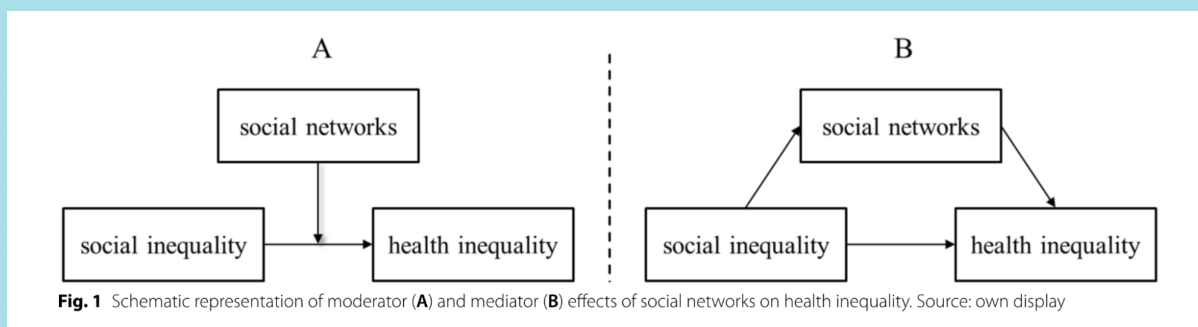 A
social networks
social inequality
health inequality
B
social networks
social inequality
health inequality
Fig. 1 Schematic representation of moderator (A) and mediator (B) effects of social networks on health inequality. Source: own display